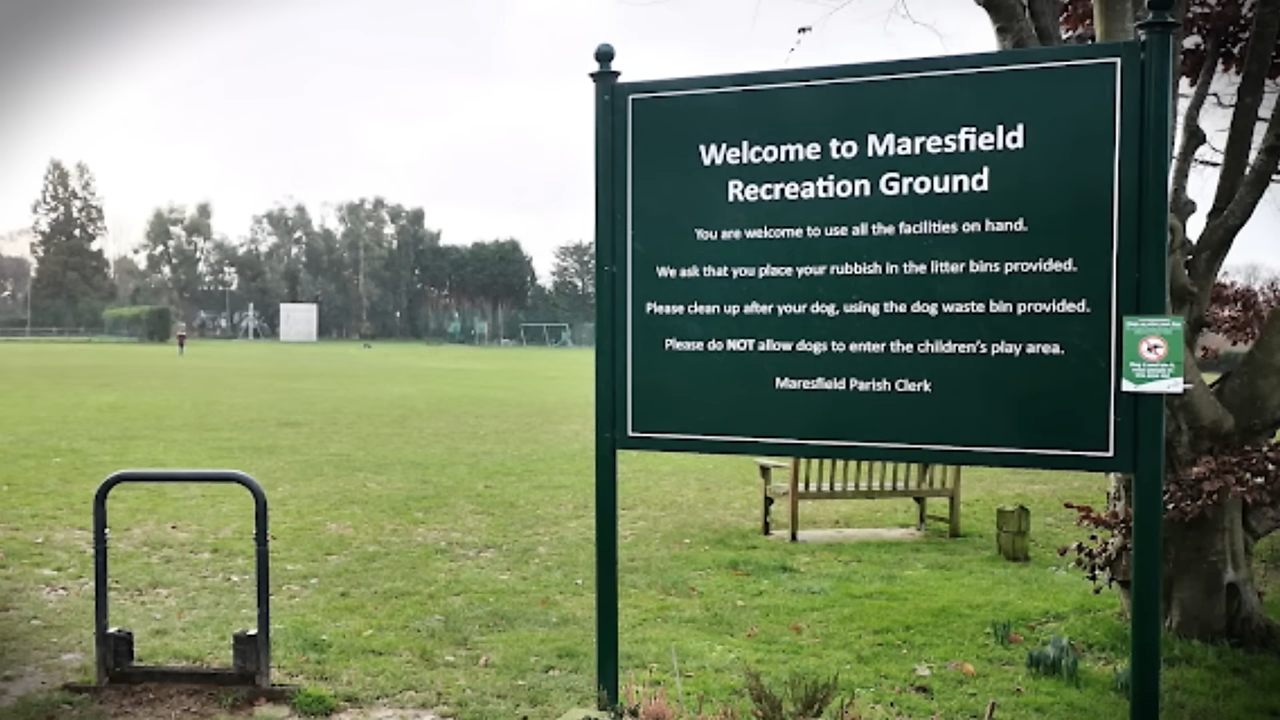 Welcome to Maresfield
Recreation Ground
You are welcome to use all the facilities on hand.
We ask that you place your rubbish in the litter bins provided.
Please clean up after your dog, using the dog waste bin provided.
Please do NOT allow dogs to enter the children's play area.
Maresfield Parish Clerk